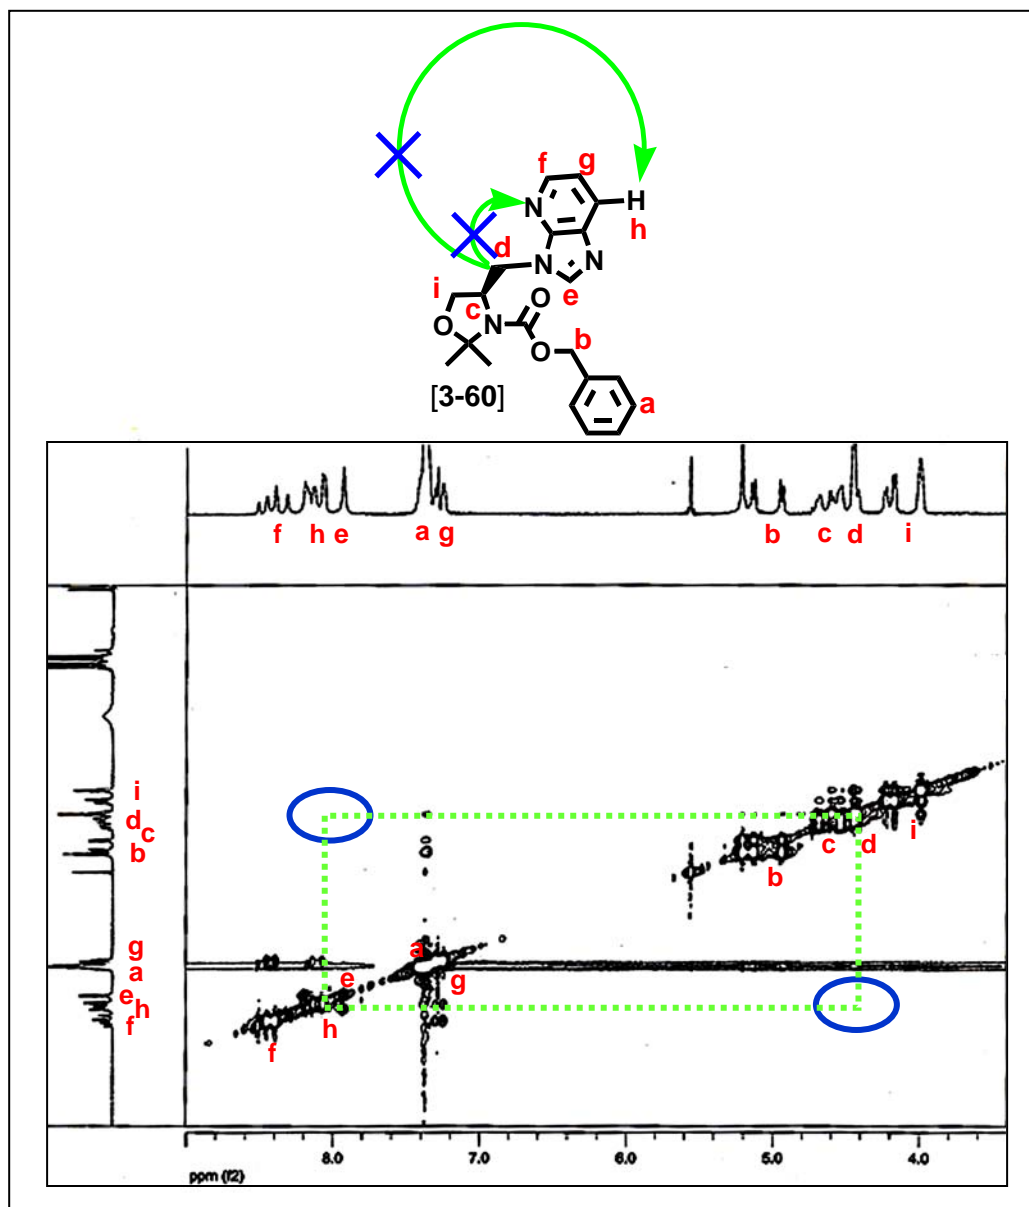 f g
N H
h
d
N N
i e
c O
N
O O b
a
[3-60]
f h e a g b c d i
i
d
c
b
g
a
e
h
f
i
c d
b
a
e g
h
f
8.0 7.0 6.0 5.0 4.0
ppm (f2)